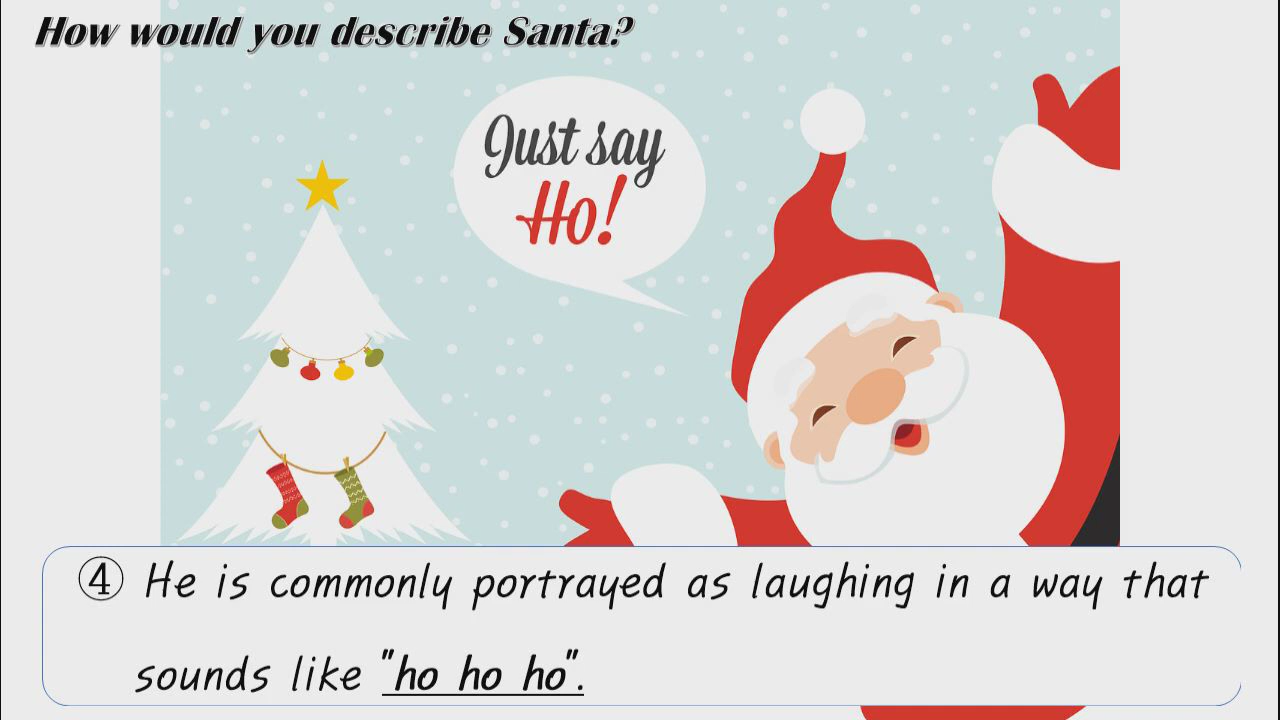 How would you describe Santa?
Just say
Ho!
④ He is commonly portrayed as laughing in a way that
sounds like "ho ho ho".